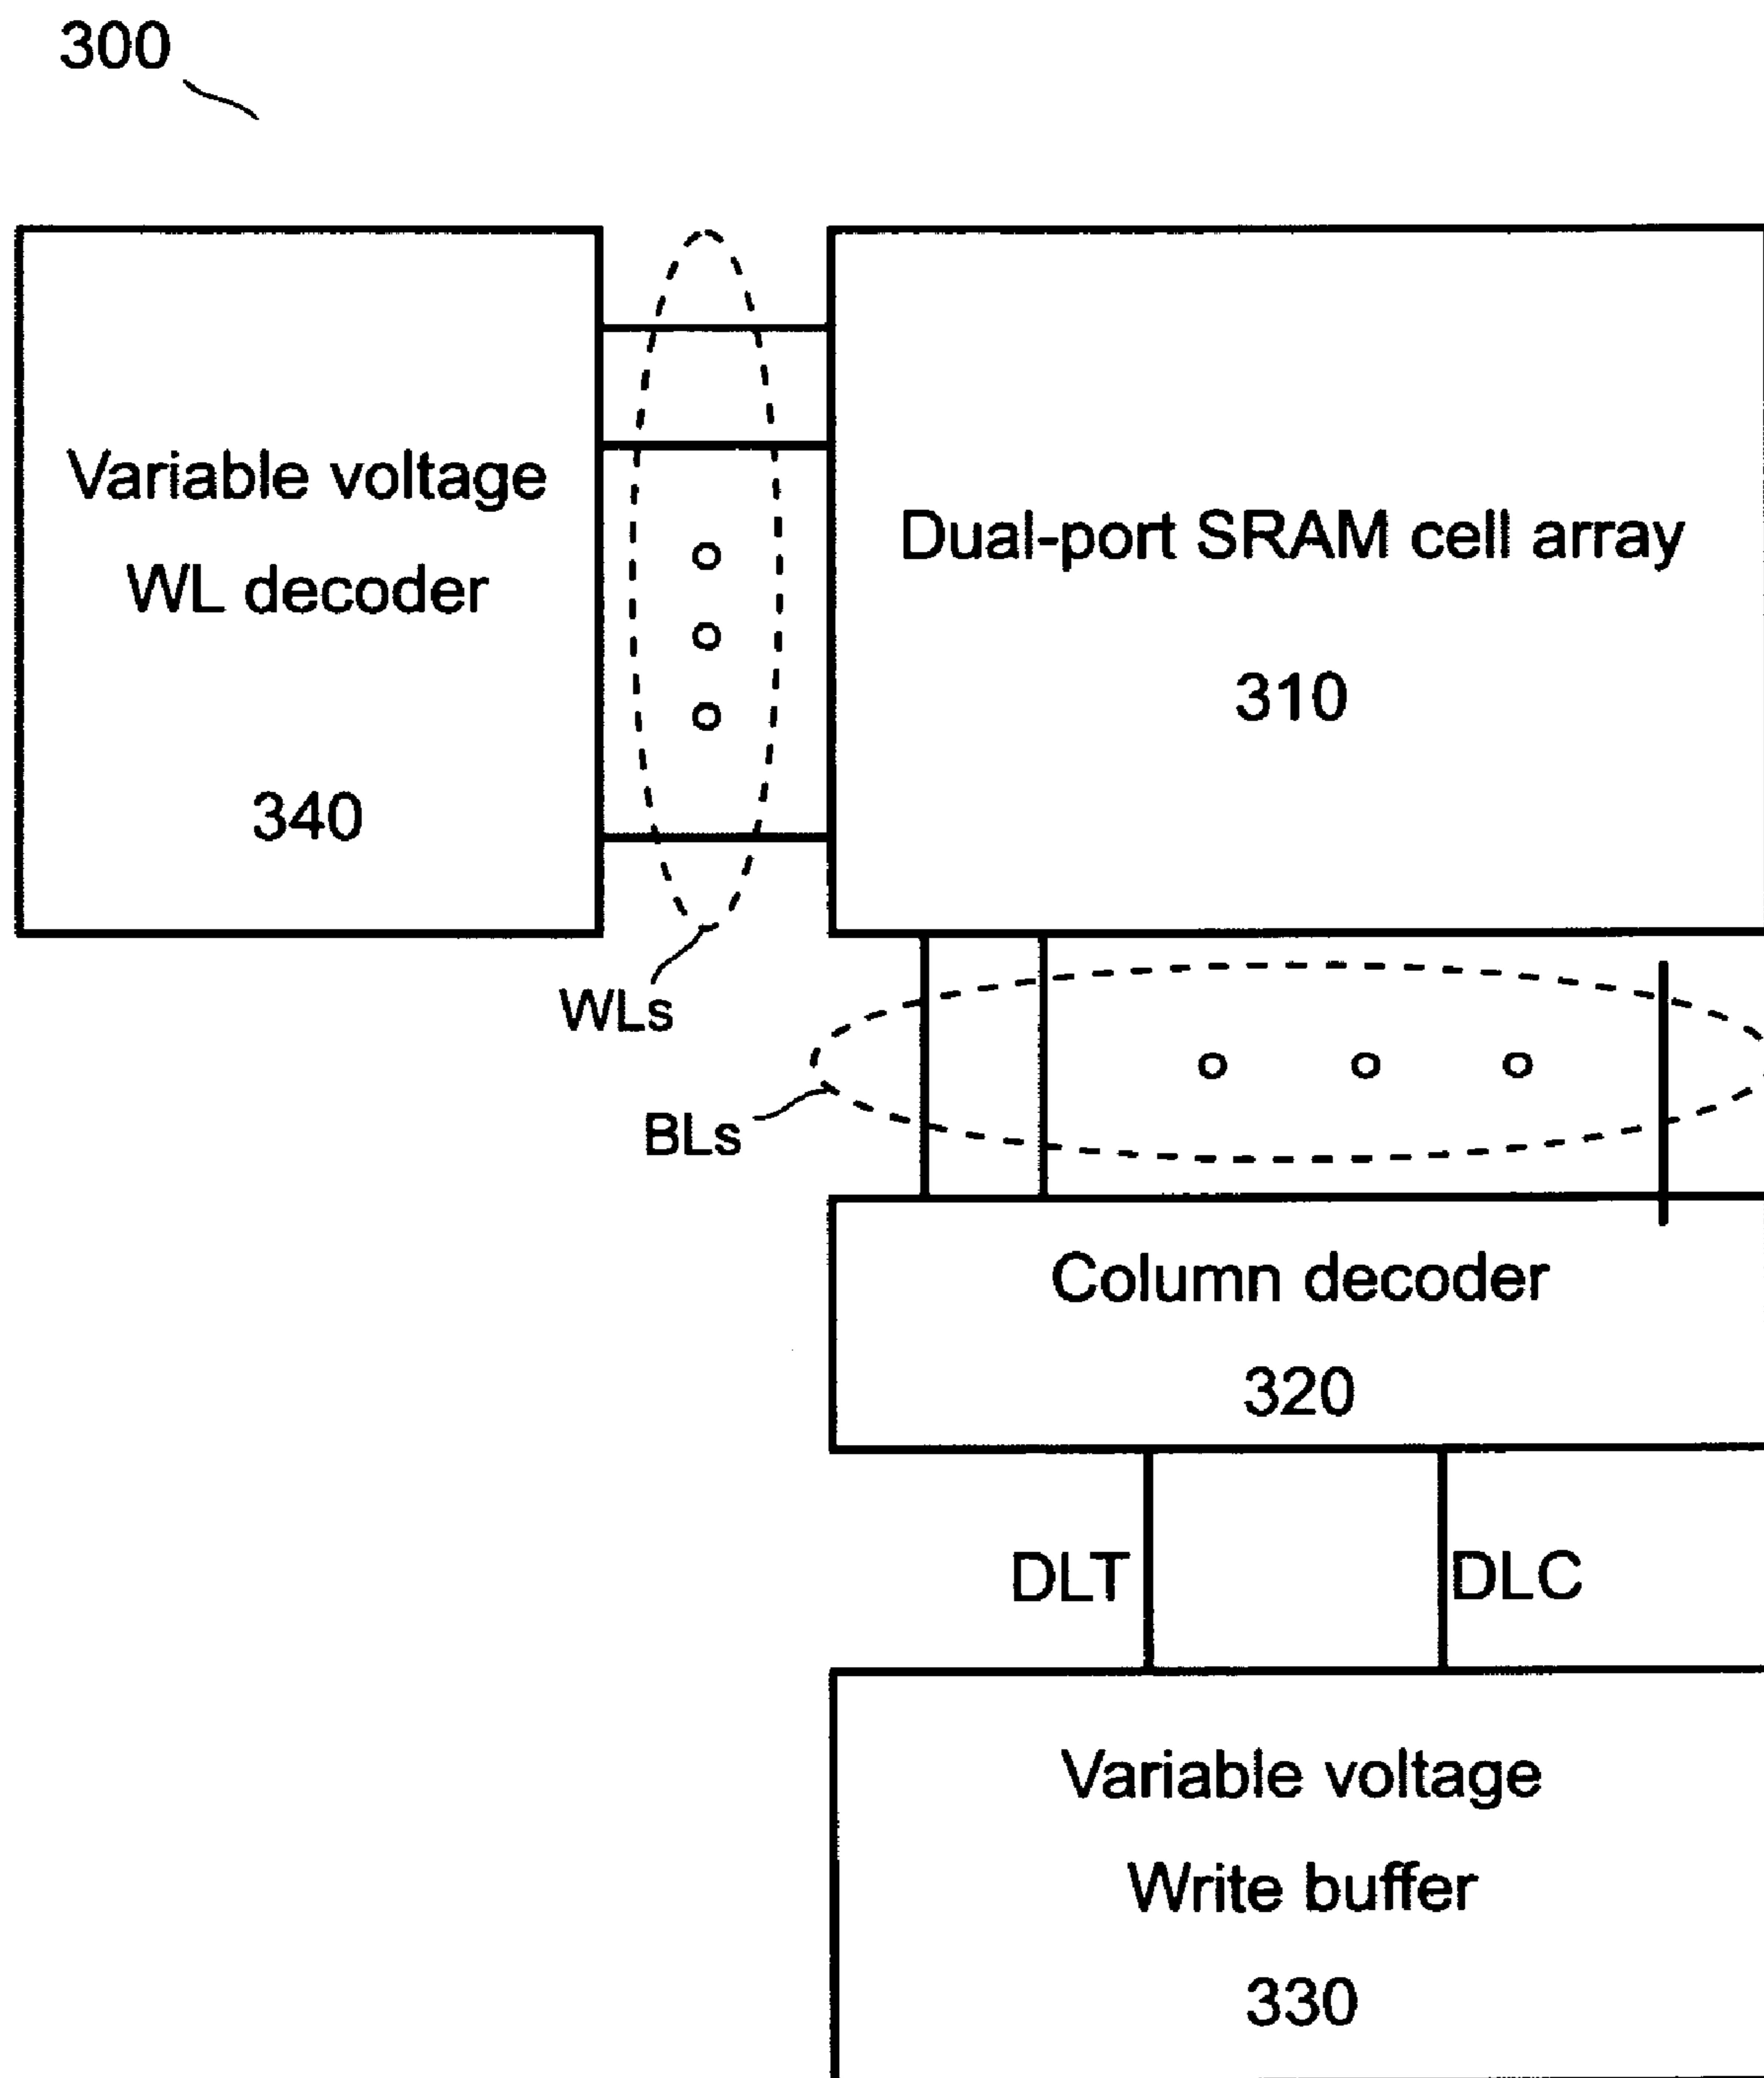 300
Variable voltage
WL decoder
340
Dual-port SRAM cell array
310
WLs
BLs
Column decoder
320
DLT
DLC
Variable voltage
Write buffer
330